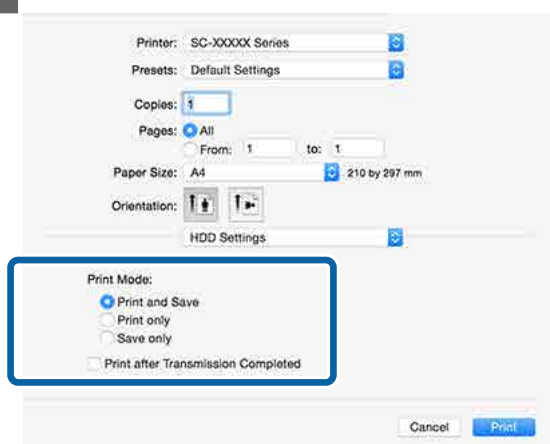 Printer: SC-XXXXX Series
Presets: Default Settings
Copies: 1
Pages: All
From: 1 to: 1
Paper Size: A4 210 by 297 mm
Orientation:
HDD Settings
Print Mode:
Print and Save
Print only
Save only
Print after Transmission Completed
Cancel Print